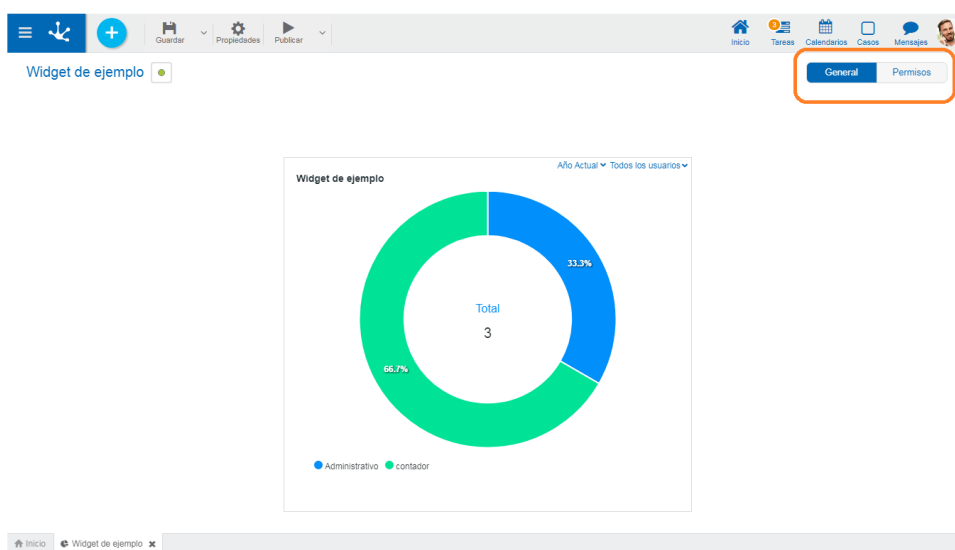 Guardar
Propiedades
Publicar
Inicio
3
Tareas
Calendarios
Casos
Mensajes
Widget de ejemplo
General
Permisos
Año Actual Todos los usuarios
Widget de ejemplo
33.3%
Total
3
66.7%
Administrativo contador
Inicio Widget de ejemplo